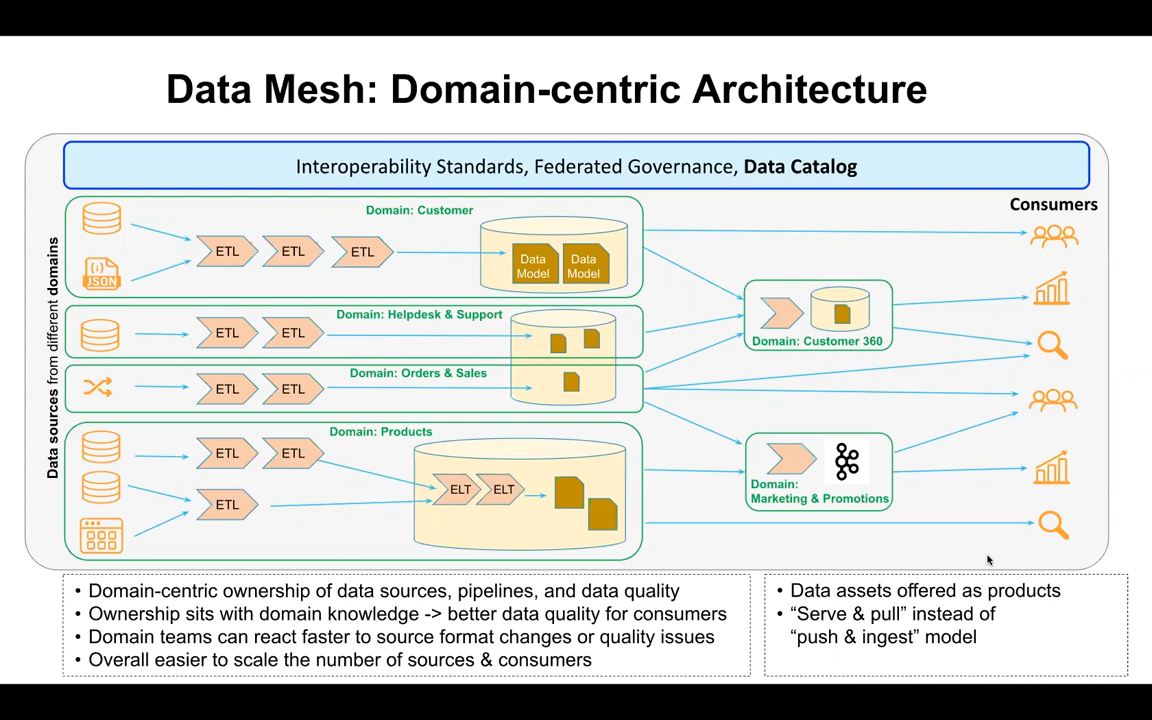 Data Mesh: Domain-centric Architecture
Interoperability Standards, Federated Governance, Data Catalog
Data sources from different domains
Consumers
Domain: Customer
JSON
ETL
ETL
ETL
Data
Model
Data
Model
Domain: Helpdesk & Support
ETL
ETL
Domain: Orders & Sales
ETL
ETL
Domain: Products
ETL
ETL
ETL
ELT
ELT
Domain: Customer 360
Domain:
Marketing & Promotions
• Domain-centric ownership of data sources, pipelines, and data quality
• Ownership sits with domain knowledge -> better data quality for consumers
• Domain teams can react faster to source format changes or quality issues
• Overall easier to scale the number of sources & consumers
• Data assets offered as products
• “Serve & pull” instead of
“push & ingest” model